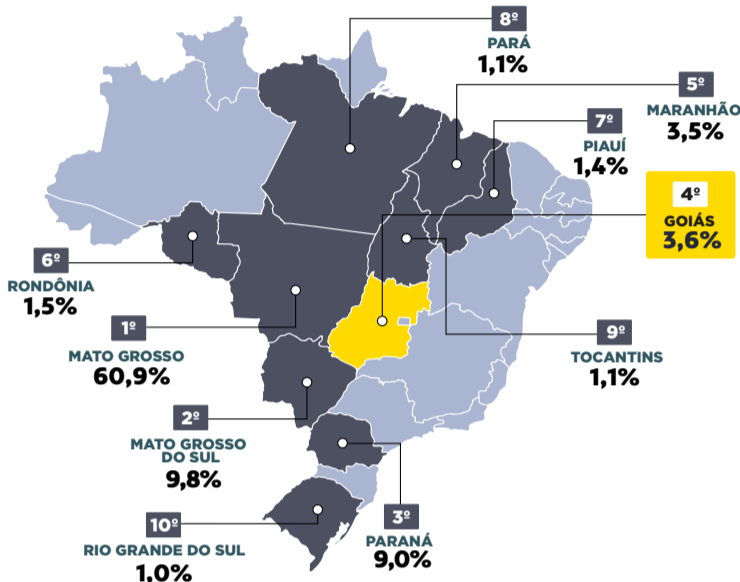 8º
PARÁ
1,1%
5º
MARANHÃO
3,5%
7º
PIAUÍ
1,4%
4º
GOIÁS
3,6%
6º
RONDÔNIA
1,5%
1º
MATO GROSSO
60,9%
9º
TOCANTINS
1,1%
2º
MATO GROSSO
DO SUL
9,8%
3º
PARANÁ
9,0%
10º
RIO GRANDE DO SUL
1,0%